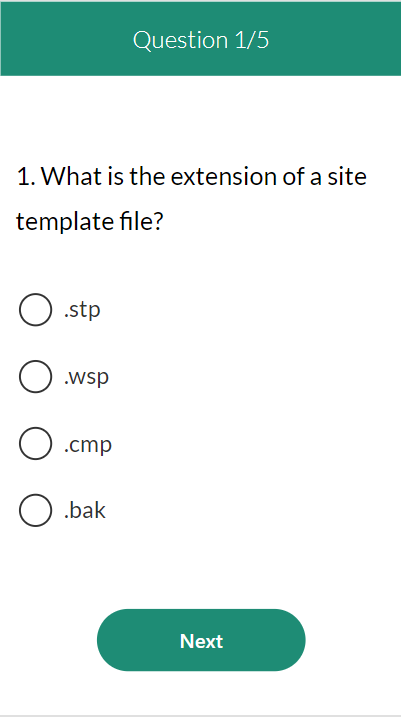 Question 1/5
1. What is the extension of a site
template file?
.stp
.wsp
.cmp
.bak
Next